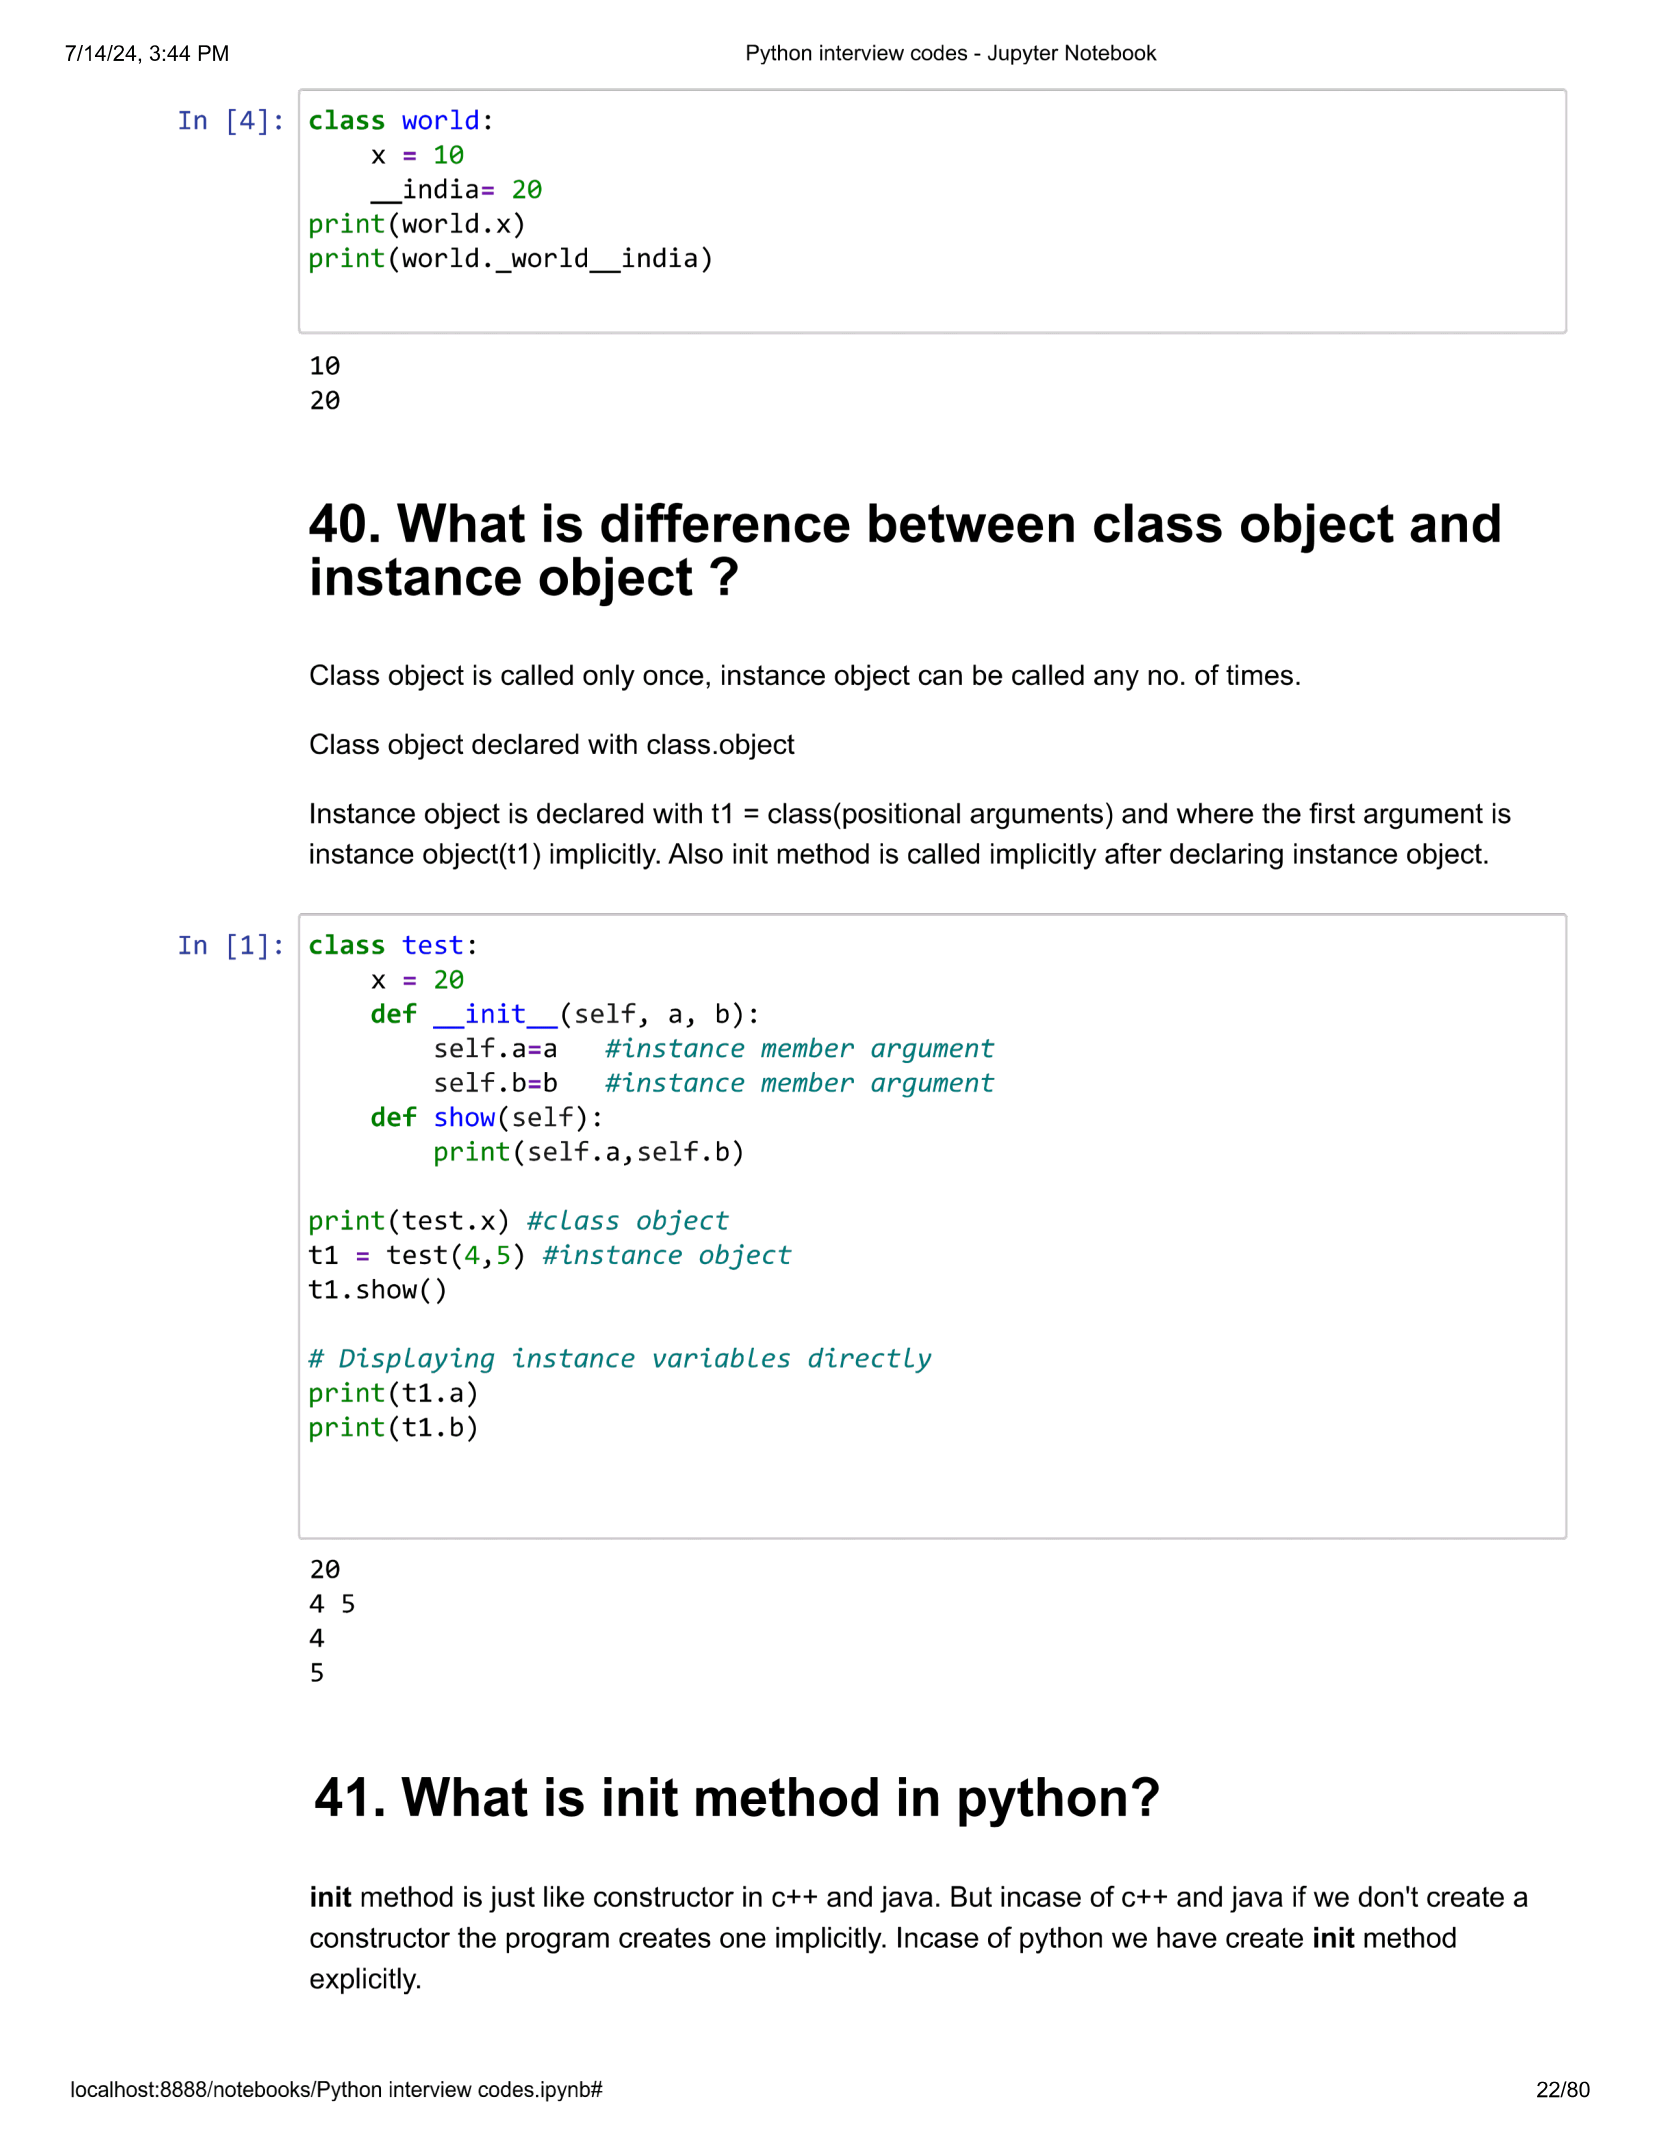 7/14/24, 3:44 PM Python interview codes - Jupyter Notebook
In [4]: class world:
    x = 10
    __india= 20
print(world.x)
print(world._world__india)
10
20
40. What is difference between class object and
instance object ?
Class object is called only once, instance object can be called any no. of times.
Class object declared with class.object
Instance object is declared with t1 = class(positional arguments) and where the first argument is
instance object(t1) implicitly. Also init method is called implicitly after declaring instance object.
In [1]: class test:
    x = 20
    def __init__(self, a, b):
        self.a=a   #instance member argument
        self.b=b   #instance member argument
    def show(self):
        print(self.a,self.b)
print(test.x) #class object
t1 = test(4,5) #instance object
t1.show()
# Displaying instance variables directly
print(t1.a)
print(t1.b)
20
4 5
4
5
41. What is init method in python?
init method is just like constructor in c++ and java. But incase of c++ and java if we don't create a
constructor the program creates one implicitly. Incase of python we have create init method
explicitly.
localhost:8888/notebooks/Python interview codes.ipynb# 22/80